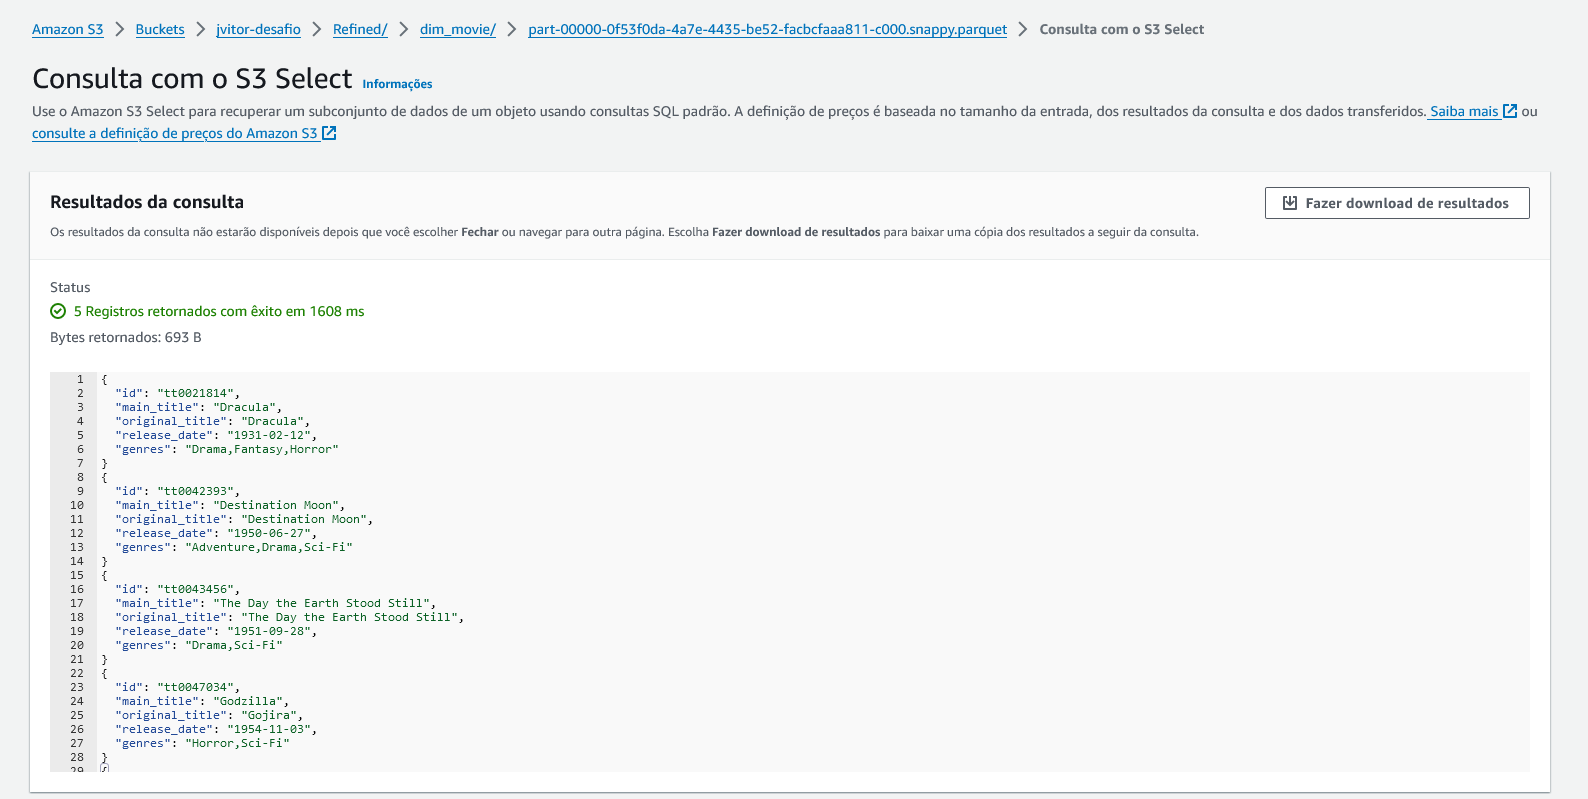 Amazon S3 > Buckets > jvitor-desafio > Refined/ > dim_movie/ > part-00000-0f53f0da-4a7e-4435-be52-facbcfaaa811-c000.snappy.parquet > Consulta com o S3 Select
Consulta com o S3 Select Informações
Use o Amazon S3 Select para recuperar um subconjunto de dados de um objeto usando consultas SQL padrão. A definição de preços é baseada no tamanho da entrada, dos resultados da consulta e dos dados transferidos. Saiba mais ou
consulte a definição de preços do Amazon S3
Resultados da consulta
Fazer download de resultados
Os resultados da consulta não estarão disponíveis depois que você escolher Fechar ou navegar para outra página. Escolha Fazer download de resultados para baixar uma cópia dos resultados a seguir da consulta.
Status
5 Registros retornados com êxito em 1608 ms
Bytes retornados: 693 B
1 {
2 "id": "tt0021814",
3 "main_title": "Dracula",
4 "original_title": "Dracula",
5 "release_date": "1931-02-12",
6 "genres": "Drama,Fantasy,Horror"
7 }
8 {
9 "id": "tt0042393",
10 "main_title": "Destination Moon",
11 "original_title": "Destination Moon",
12 "release_date": "1950-06-27",
13 "genres": "Adventure,Drama,Sci-Fi"
14 }
15 {
16 "id": "tt0043456",
17 "main_title": "The Day the Earth Stood Still",
18 "original_title": "The Day the Earth Stood Still",
19 "release_date": "1951-09-28",
20 "genres": "Drama,Sci-Fi"
21 }
22 {
23 "id": "tt0047034",
24 "main_title": "Godzilla",
25 "original_title": "Gojira",
26 "release_date": "1954-11-03",
27 "genres": "Horror,Sci-Fi"
28 }
29 {